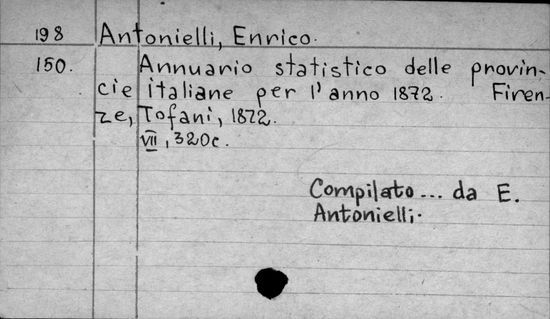 198 Antonielli, Enrico.
150. Annuario statistico delle provin-
cie italiane per l'anno 1872. Firen-
ze, Tofani, 1872.
VII, 320c.
Compilato ... da E.
Antonielli.